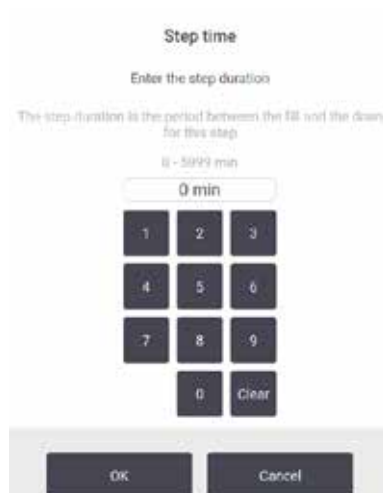 Step time
Enter the step duration
The step duration is the period between the fill and the down
for this step
0 - 5999 min
0 min
1 2 3
4 5 6
7 8 9
0 Clear
OK Cancel